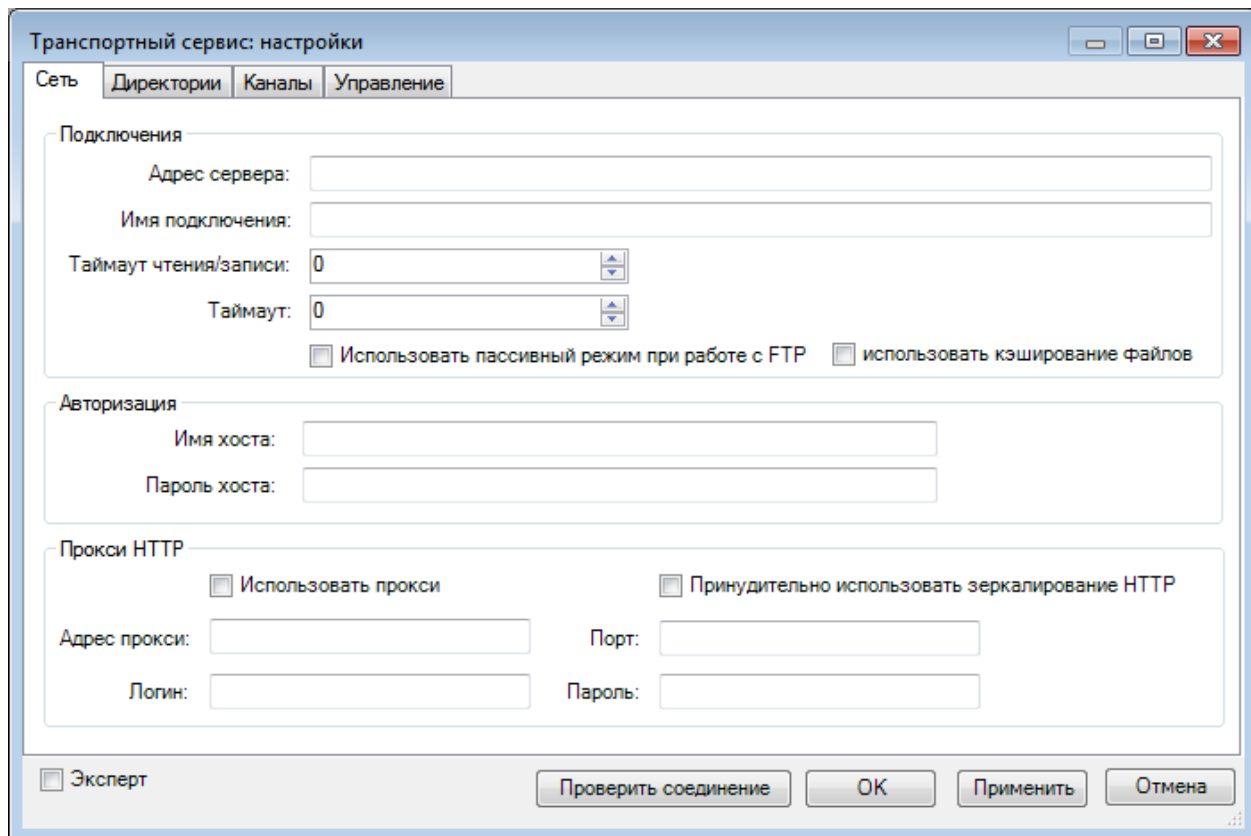 Транспортный сервис: настройки
Сеть Директории Каналы Управление
Подключения
Адрес сервера:
Имя подключения:
Таймаут чтения/записи: 0
Таймаут: 0
Использовать пассивный режим при работе с FTP использовать кэширование файлов
Авторизация
Имя хоста:
Пароль хоста:
Прокси HTTP
Использовать прокси Принудительно использовать зеркалирование HTTP
Адрес прокси: Порт:
Логин: Пароль:
Эксперт Проверить соединение OK Применить Отмена